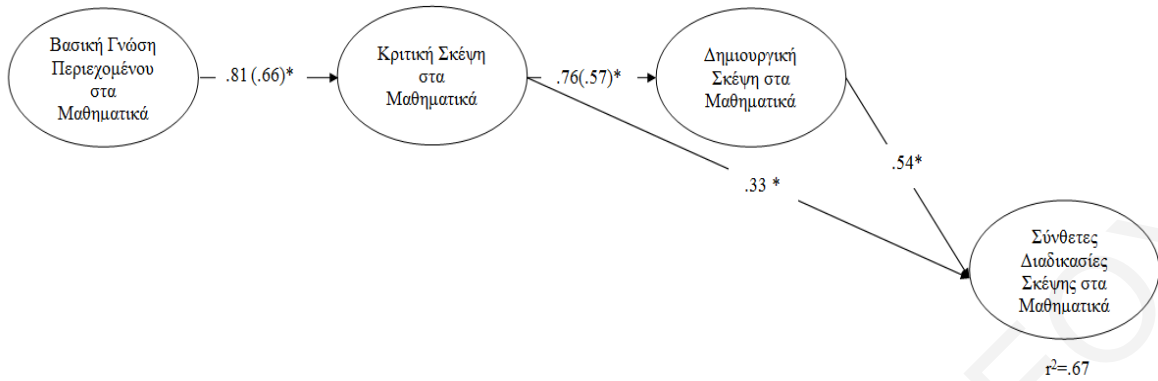 Βασική Γνώση
Περιεχομένου
στα
Μαθηματικά
.81 (.66)*
Κριτική Σκέψη
στα
Μαθηματικά
.76(.57)*
Δημιουργική
Σκέψη στα
Μαθηματικά
.54*
.33 *
Σύνθετες
Διαδικασίες
Σκέψης στα
Μαθηματικά
r²=.67